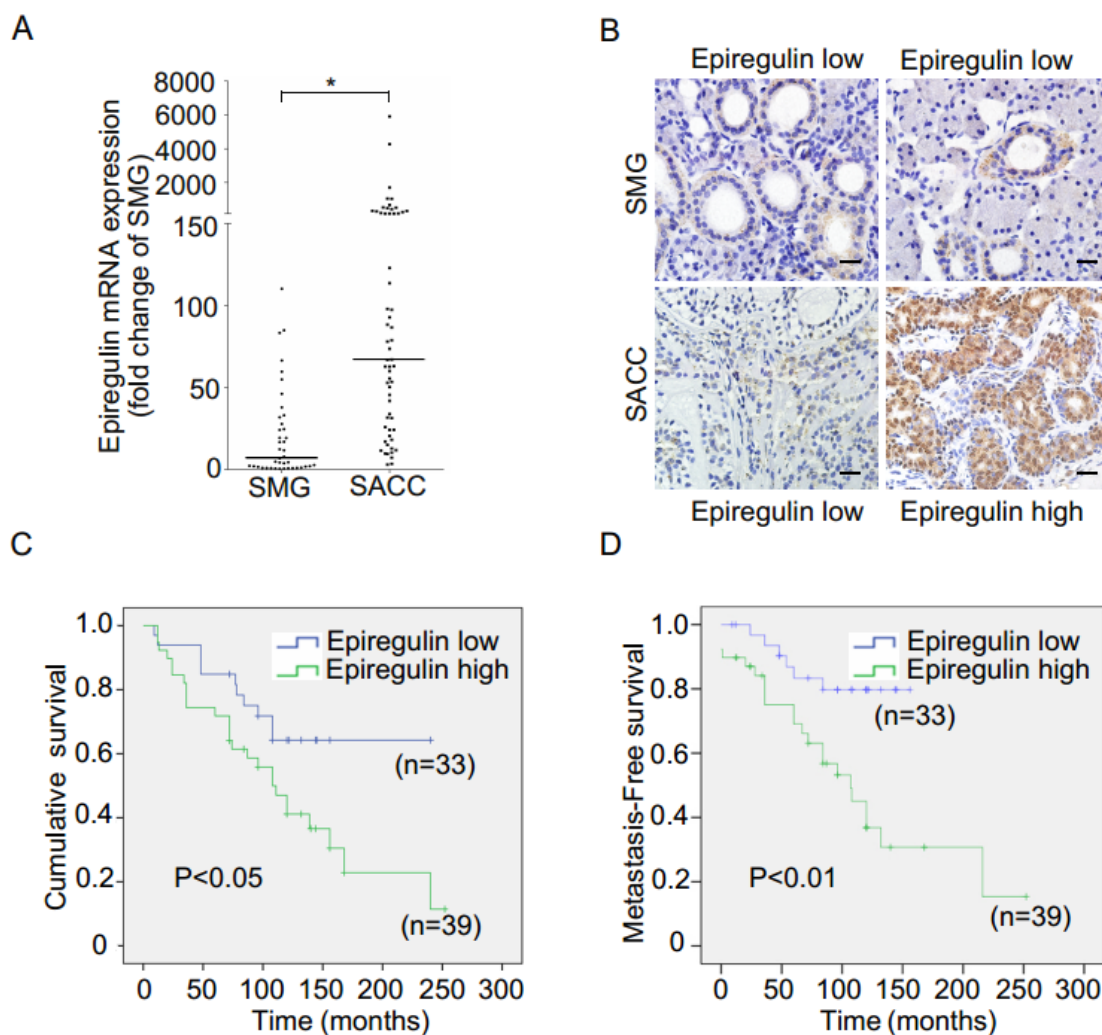 A
Epiregulin mRNA expression
(fold change of SMG)
8000
6000
4000
2000
150
100
50
0
*
SMG
SACC
B
Epiregulin low
Epiregulin low
SMG
SACC
Epiregulin low
Epiregulin high
C
Cumulative survival
1.0
0.8
0.6
0.4
0.2
0
Epiregulin low
Epiregulin high
(n=33)
P<0.05
(n=39)
0 50 100 150 200 250 300
Time (months)
D
Metastasis-Free survival
1.0
0.8
0.6
0.4
0.2
0
Epiregulin low
Epiregulin high
(n=33)
P<0.01
(n=39)
0 50 100 150 200 250 300
Time (months)